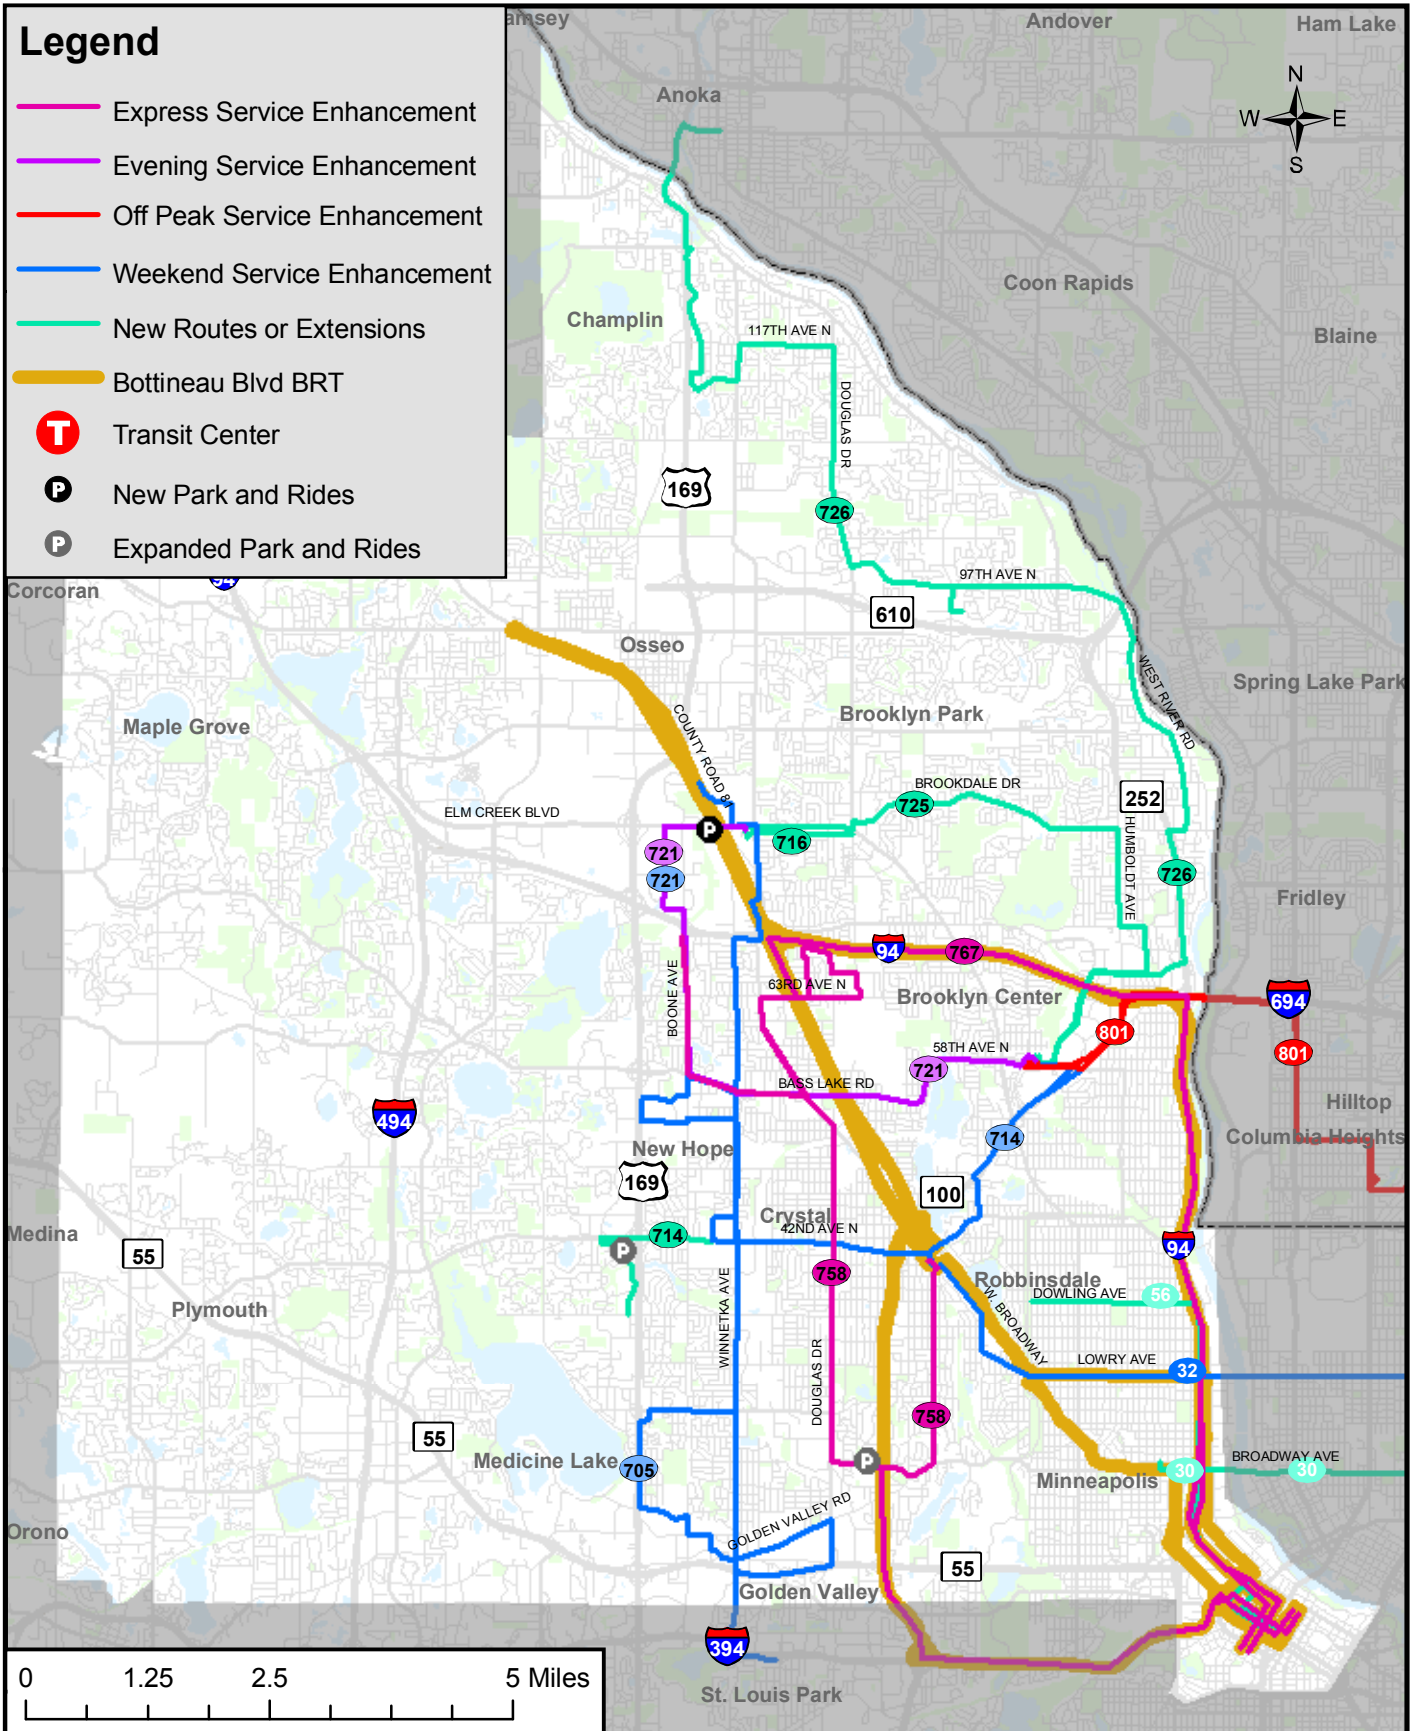 Legend
Express Service Enhancement
Evening Service Enhancement
Off Peak Service Enhancement
Weekend Service Enhancement
New Routes or Extensions
Bottineau Blvd BRT
T
Transit Center
P
New Park and Rides
P
Expanded Park and Rides
Andover
Ham Lake
N
W
E
S
Anoka
Coon Rapids
Champlin
117TH AVE N
Blaine
DOUGLAS DR
169
726
94
Corcoran
97TH AVE N
610
Osseo
WEST RIVER RD
Spring Lake Park
Maple Grove
COUNTY ROAD 81
Brooklyn Park
BROOKDALE DR
252
725
ELM CREEK BLVD
P
716
HUMBOLDT AVE
721
721
726
Fridley
94
767
BOONE AVE
63RD AVE N
Brooklyn Center
694
801
801
58TH AVE N
721
BASS LAKE RD
494
Hilltop
714
Columbia Heights
New Hope
169
100
Crystal
42ND AVE N
Medina
55
714
P
94
758
Robbinsdale
DOWLING AVE
56
Plymouth
W. BROADWAY
WINNETKA AVE
LOWRY AVE
32
DOUGLAS DR
758
55
Medicine Lake
705
P
BROADWAY AVE
30
30
Minneapolis
GOLDEN VALLEY RD
Orono
55
Golden Valley
394
St. Louis Park
0
1.25
2.5
5 Miles